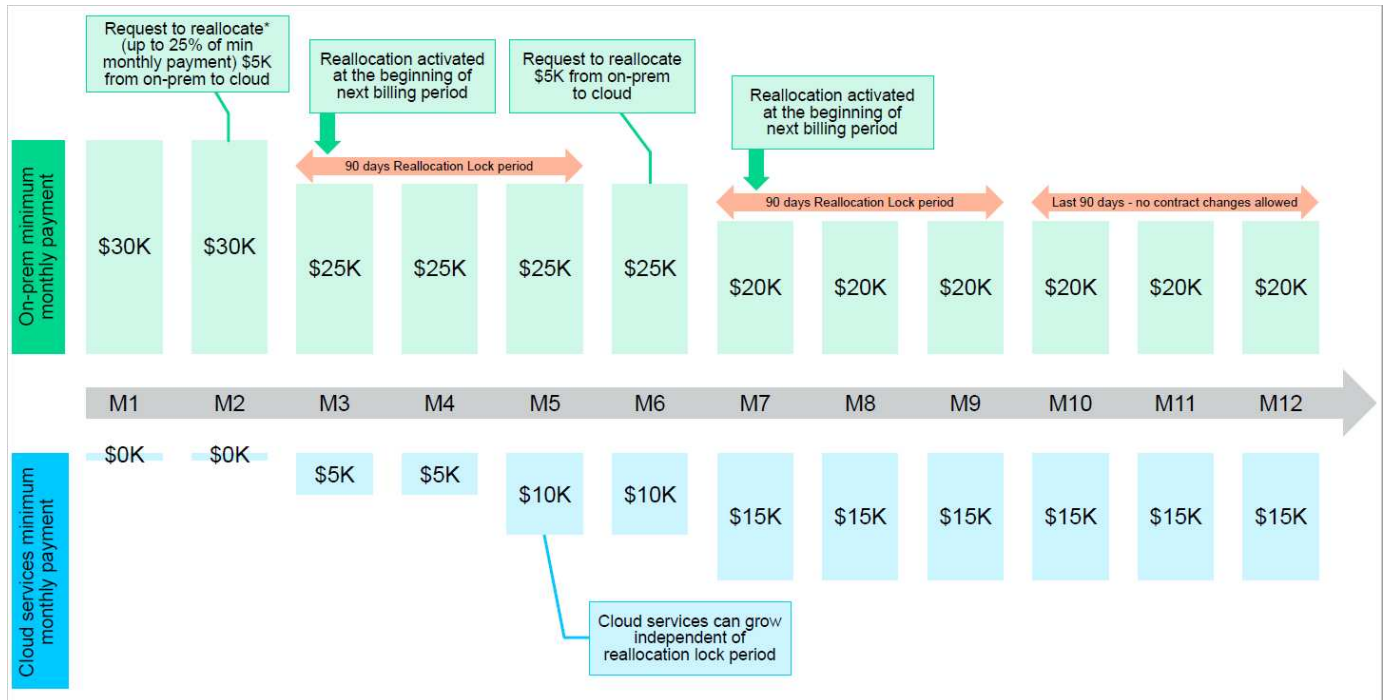 Request to reallocate*
(up to 25% of min
monthly payment) $5K
from on-prem to cloud
Reallocation activated
at the beginning of
next billing period
Request to reallocate
$5K from on-prem
to cloud
Reallocation activated
at the beginning of
next billing period
On-prem minimum
monthly payment
90 days Reallocation Lock period
90 days Reallocation Lock period
Last 90 days - no contract changes allowed
$30K
$30K
$25K
$25K
$25K
$25K
$20K
$20K
$20K
$20K
$20K
$20K
M1
M2
M3
M4
M5
M6
M7
M8
M9
M10
M11
M12
Cloud services minimum
monthly payment
$0K
$0K
$5K
$5K
$10K
$10K
$15K
$15K
$15K
$15K
$15K
$15K
Cloud services can grow
independent of
reallocation lock period